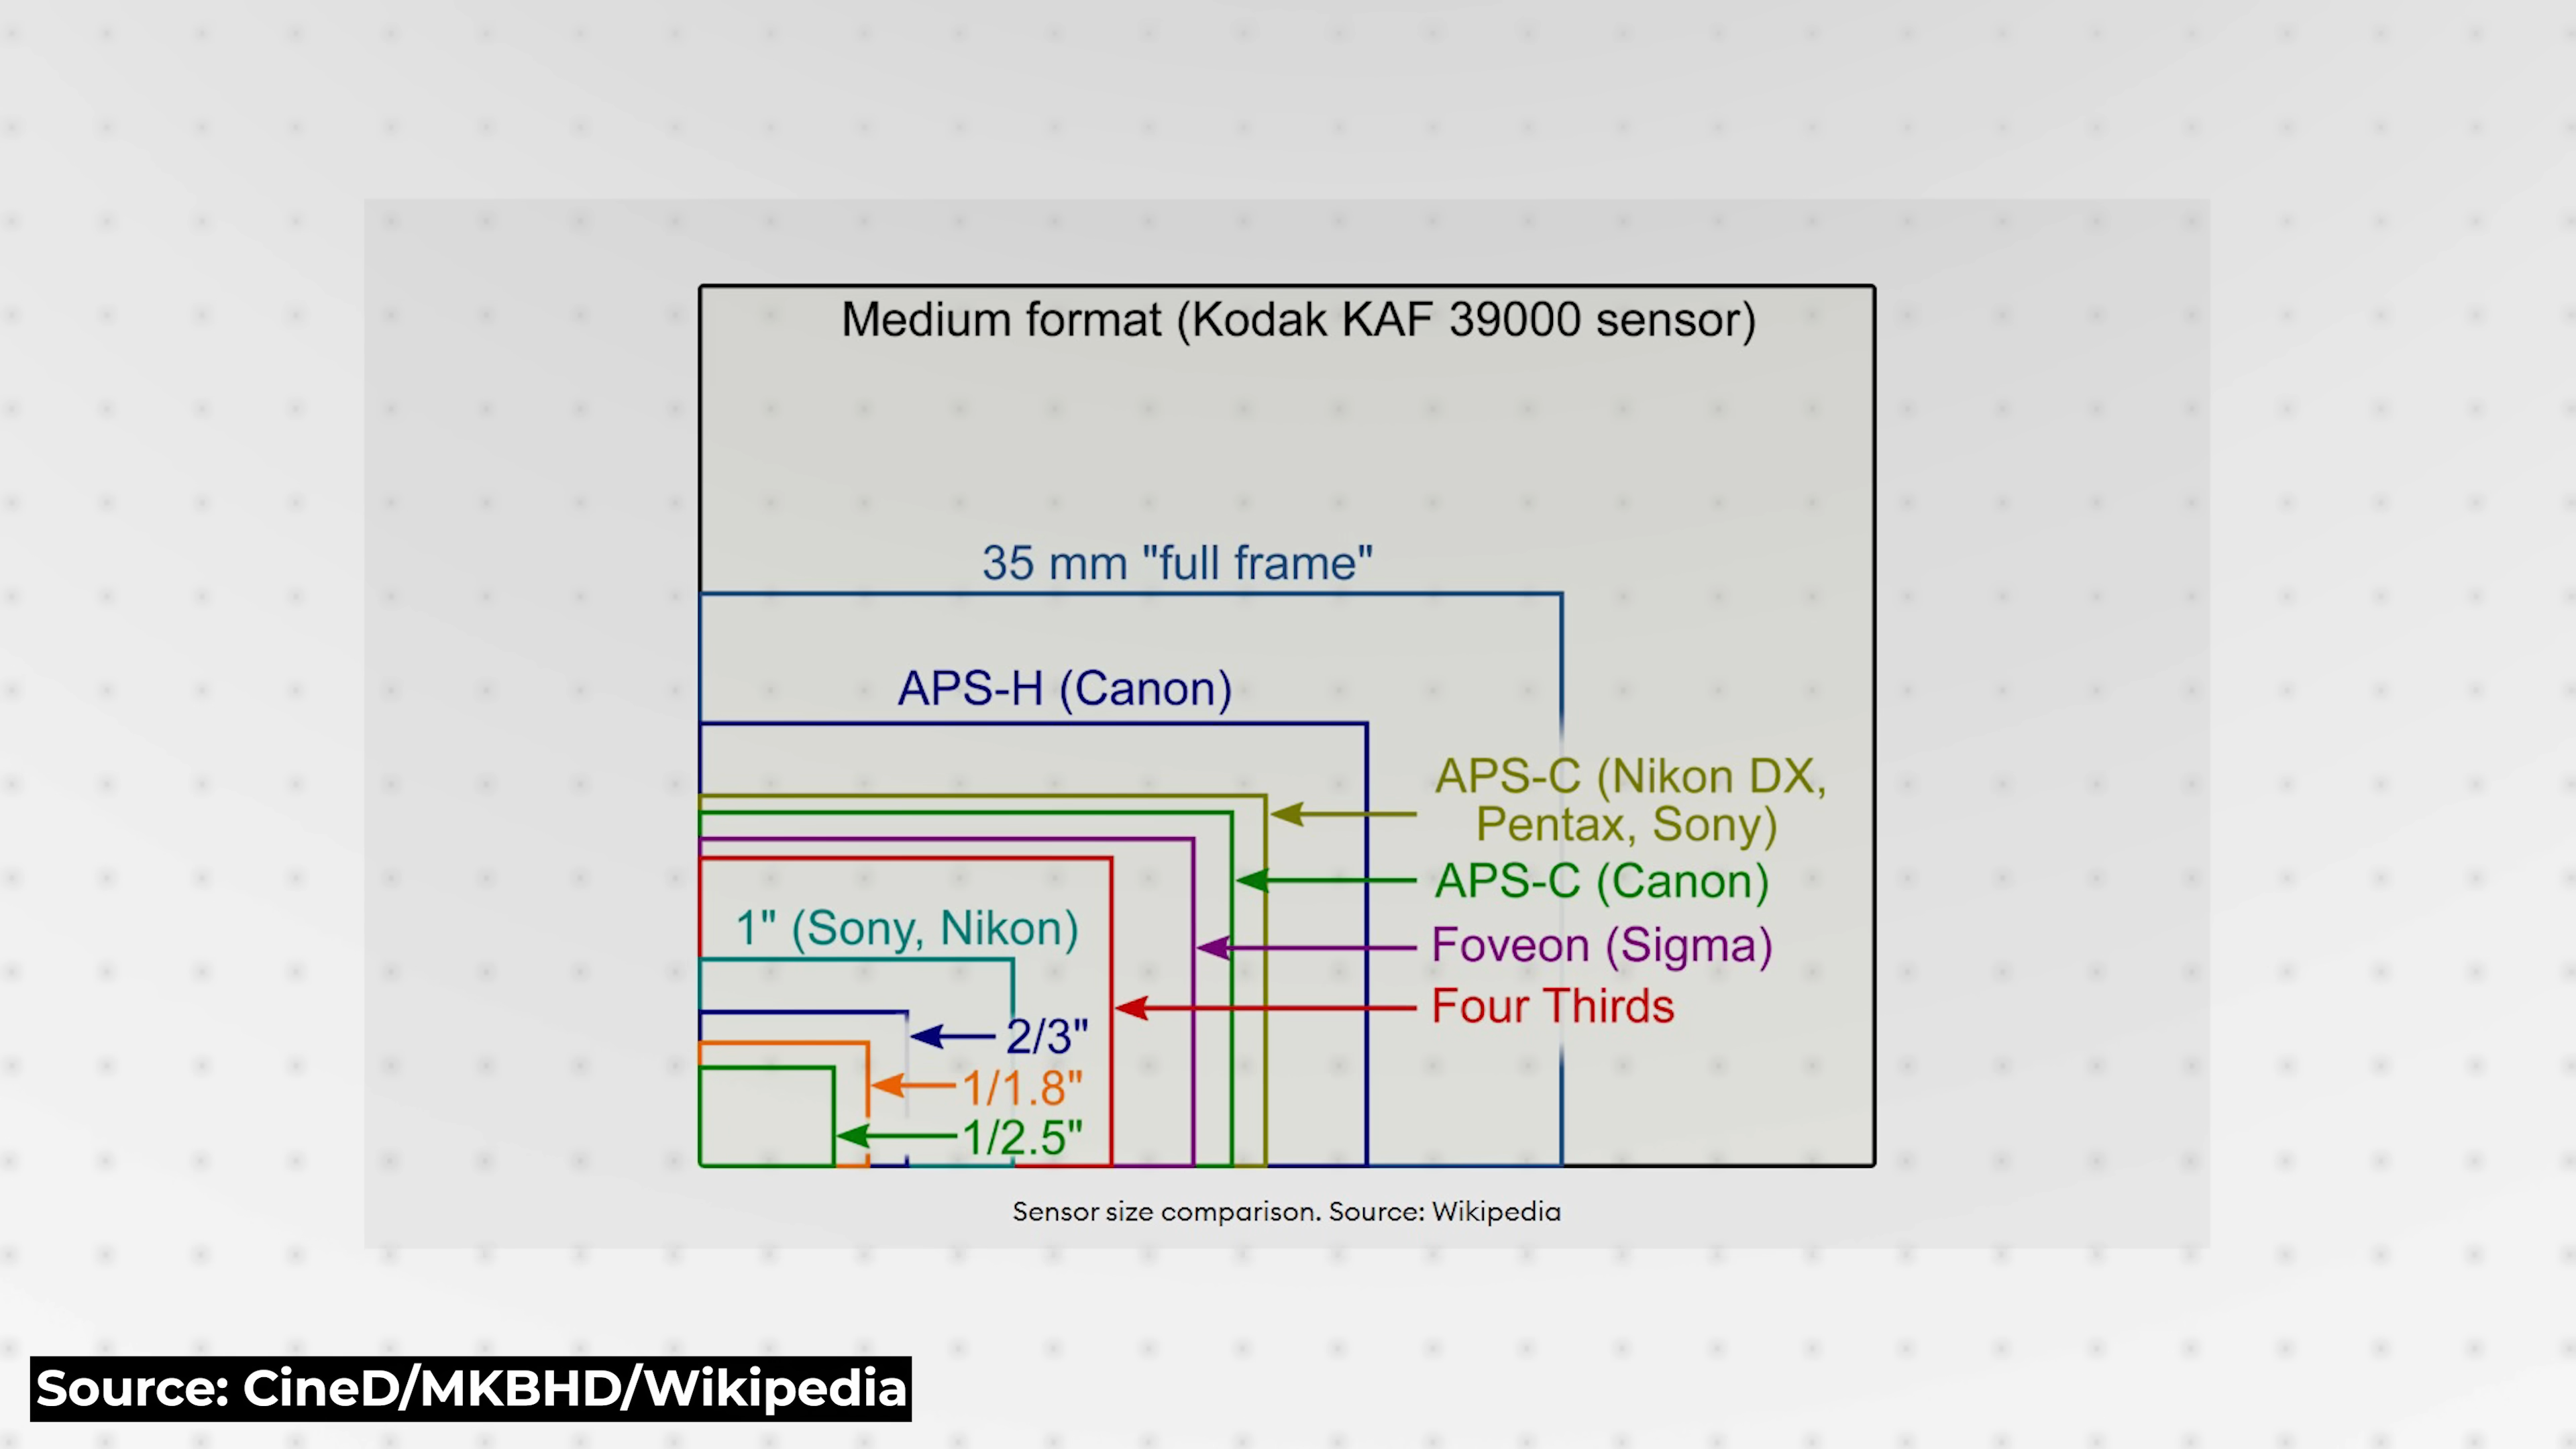 Medium format (Kodak KAF 39000 sensor)
35 mm "full frame"
APS-H (Canon)
APS-C (Nikon DX,
Pentax, Sony)
APS-C (Canon)
Foveon (Sigma)
Four Thirds
1" (Sony, Nikon)
2/3"
1/1.8"
1/2.5"
Sensor size comparison. Source: Wikipedia
Source: CineD/MKBHD/Wikipedia